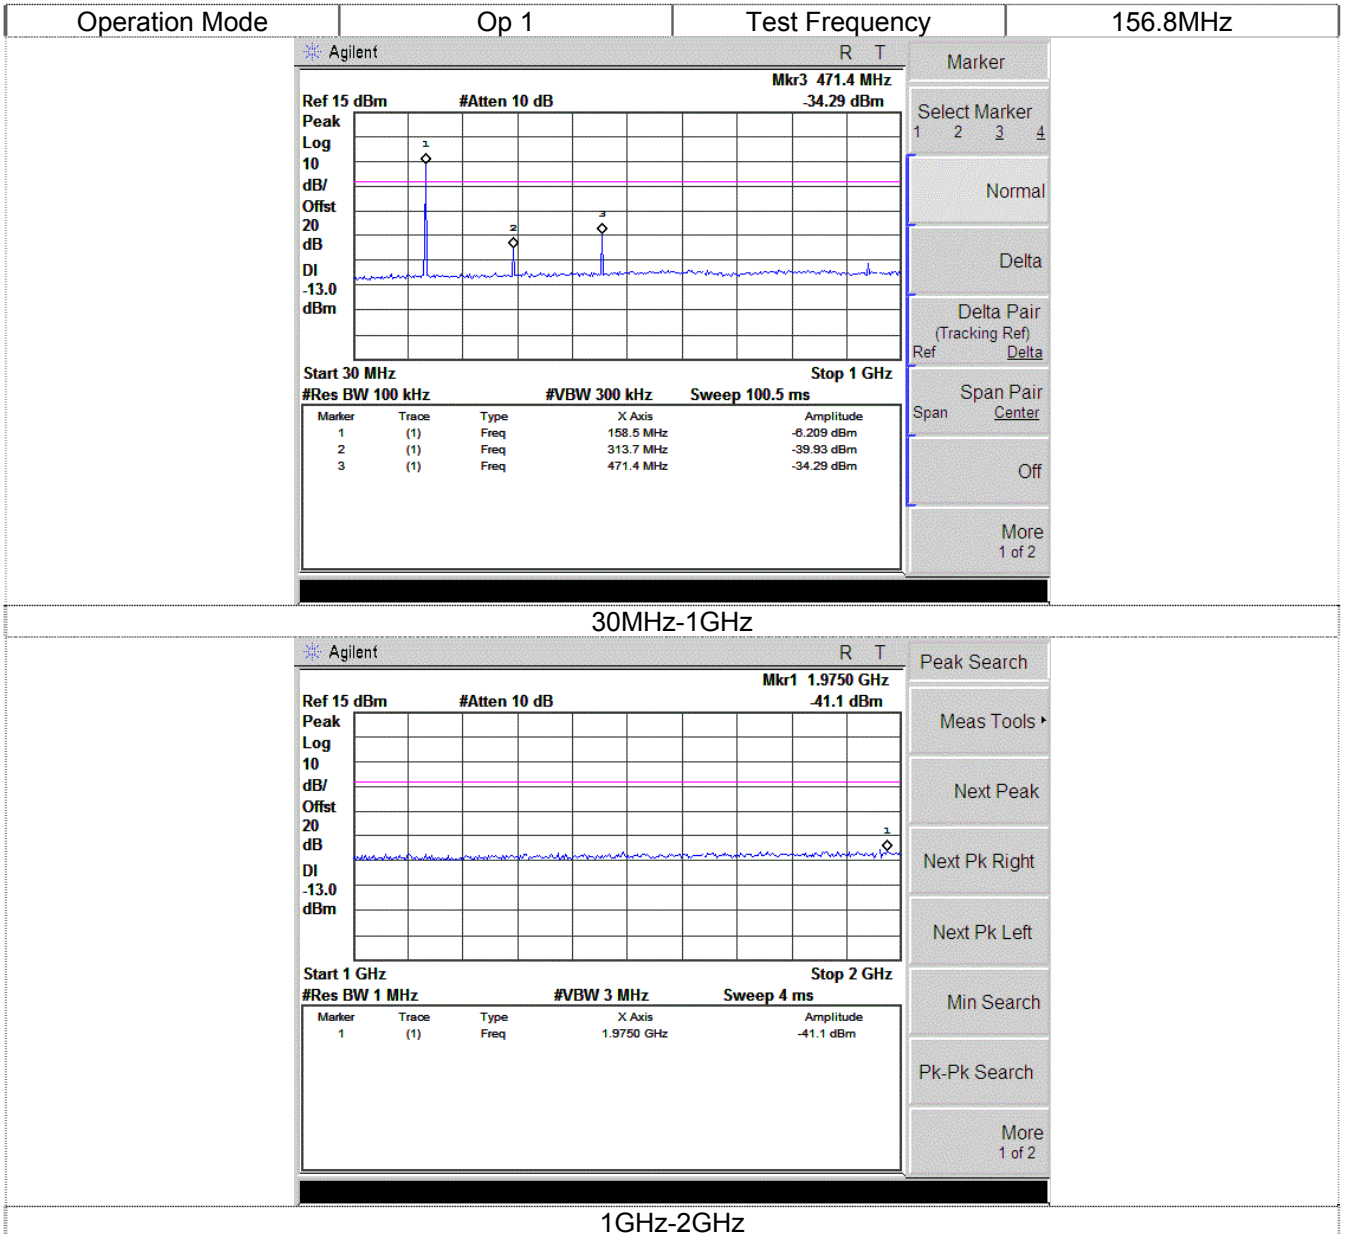 Operation Mode Op 1 Test Frequency 156.8MHz
Agilent R T
Marker
Mkr3 471.4 MHz
Ref 15 dBm #Atten 10 dB -34.29 dBm
Peak
Log
10
dB/
Offst
20
dB
DI
-13.0
dBm
1
2
3
Start 30 MHz Stop 1 GHz
#Res BW 100 kHz #VBW 300 kHz Sweep 100.5 ms
Marker Trace Type X Axis Amplitude
1 (1) Freq 158.5 MHz -6.209 dBm
2 (1) Freq 313.7 MHz -39.93 dBm
3 (1) Freq 471.4 MHz -34.29 dBm
Select Marker
1 2 3 4
Normal
Delta
Delta Pair
(Tracking Ref)
Ref Delta
Span Pair
Span Center
Off
More
1 of 2
30MHz-1GHz
Agilent R T
Peak Search
Mkr1 1.9750 GHz
Ref 15 dBm #Atten 10 dB -41.1 dBm
Peak
Log
10
dB/
Offst
20
dB
DI
-13.0
dBm
1
Start 1 GHz Stop 2 GHz
#Res BW 1 MHz #VBW 3 MHz Sweep 4 ms
Marker Trace Type X Axis Amplitude
1 (1) Freq 1.9750 GHz -41.1 dBm
Meas Tools
Next Peak
Next Pk Right
Next Pk Left
Min Search
Pk-Pk Search
More
1 of 2
1GHz-2GHz